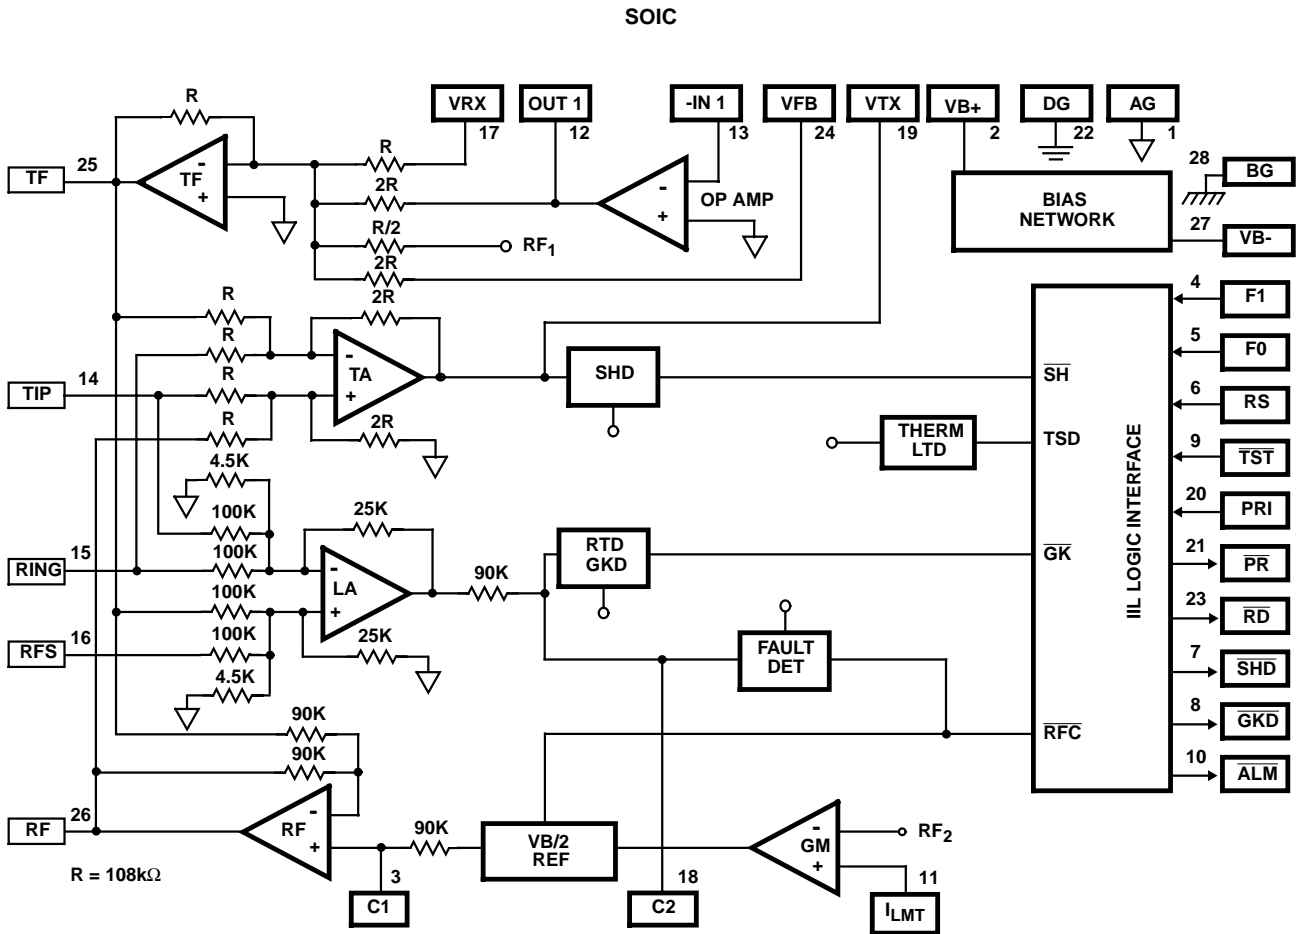 SOIC
R
VRX
OUT 1
-IN 1
VFB
VTX
VB+
DG
AG
17
12
13
24
19
2
22
1
TF
25
-
TF
+
R
2R
R/2
RF1
2R
-
+
OP AMP
BIAS
NETWORK
28
BG
27
VB-
R
R
2R
-
TA
+
R
R
2R
TIP
14
SHD
SH
THERM
LTD
TSD
IIL LOGIC INTERFACE
4
F1
5
F0
6
RS
9
TST
20
PRI
21
PR
23
RD
7
SHD
8
GKD
10
ALM
4.5K
100K
25K
RING
15
100K
-
LA
+
90K
RTD
GKD
GK
100K
RFS
16
100K
25K
4.5K
FAULT
DET
90K
90K
RFC
RF
26
-
RF
+
90K
VB/2
REF
-
GM
+
RF2
R = 108kΩ
3
C1
18
C2
11
ILMT